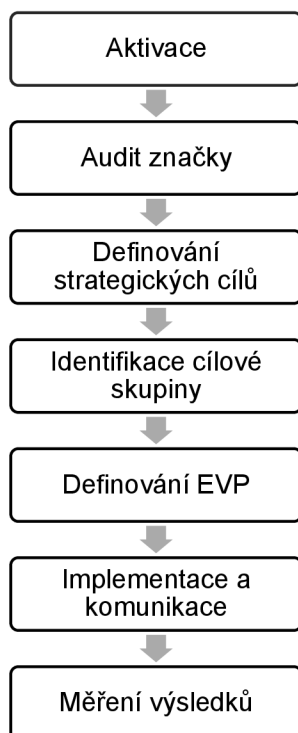 Aktivace
Audit značky
Definování
strategických cílů
Identifikace cílové
skupiny
Definování EVP
Implementace a
komunikace
Měření výsledků